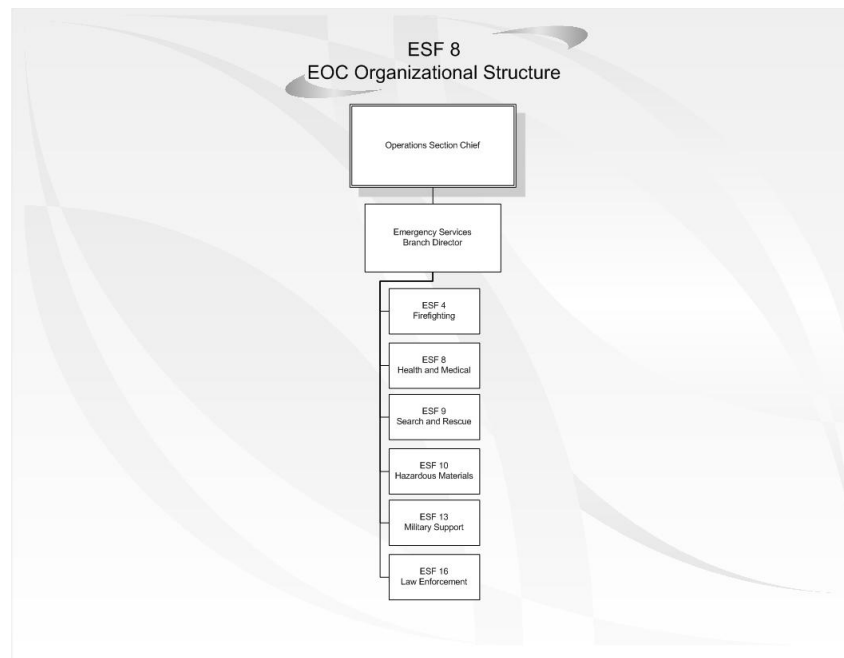 ESF 8
EOC Organizational Structure
Operations Section Chief
Emergency Services
Branch Director
ESF 4
Firefighting
ESF 8
Health and Medical
ESF 9
Search and Rescue
ESF 10
Hazardous Materials
ESF 13
Military Support
ESF 16
Law Enforcement